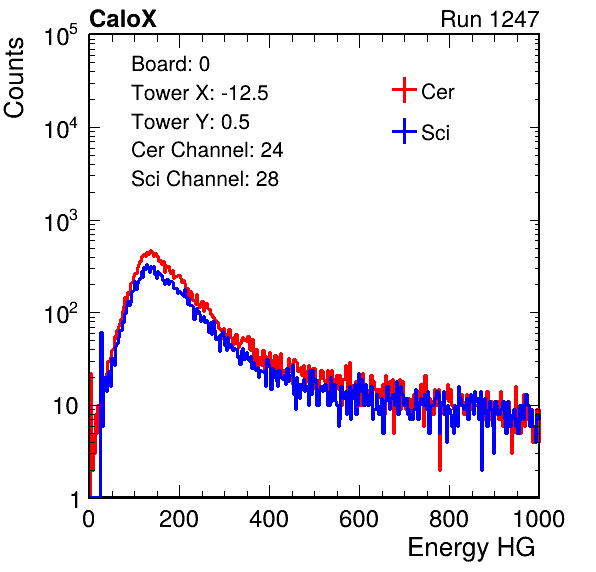 CaloX Run 1247
Counts
Board: 0
Tower X: -12.5
Tower Y: 0.5
Cer Channel: 24
Sci Channel: 28
Cer
Sci
10^5
10^4
10^3
10^2
10
1
0 200 400 600 800 1000
Energy HG